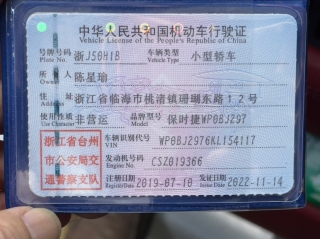 中华人民共和国机动车行驶证
Vehicle License of the People's Republic of China
号牌号码 浙J50H1B 车辆类型 小型轿车
Plate No. Vehicle Type
所有人 陈星瑜
Owner
住址 浙江省临海市桃渚镇珊瑚东路12号
Address
使用性质 非营运 品牌型号 保时捷WP0BJ297
Use Character Model
浙江省台州市公安局交通警察支队
车辆识别代号 WP0BJ2976KL154117
VIN
发动机号码 CSZ019366
Engine No.
注册日期 2019-07-10 发证日期 2022-11-14
Register Date Issue Date